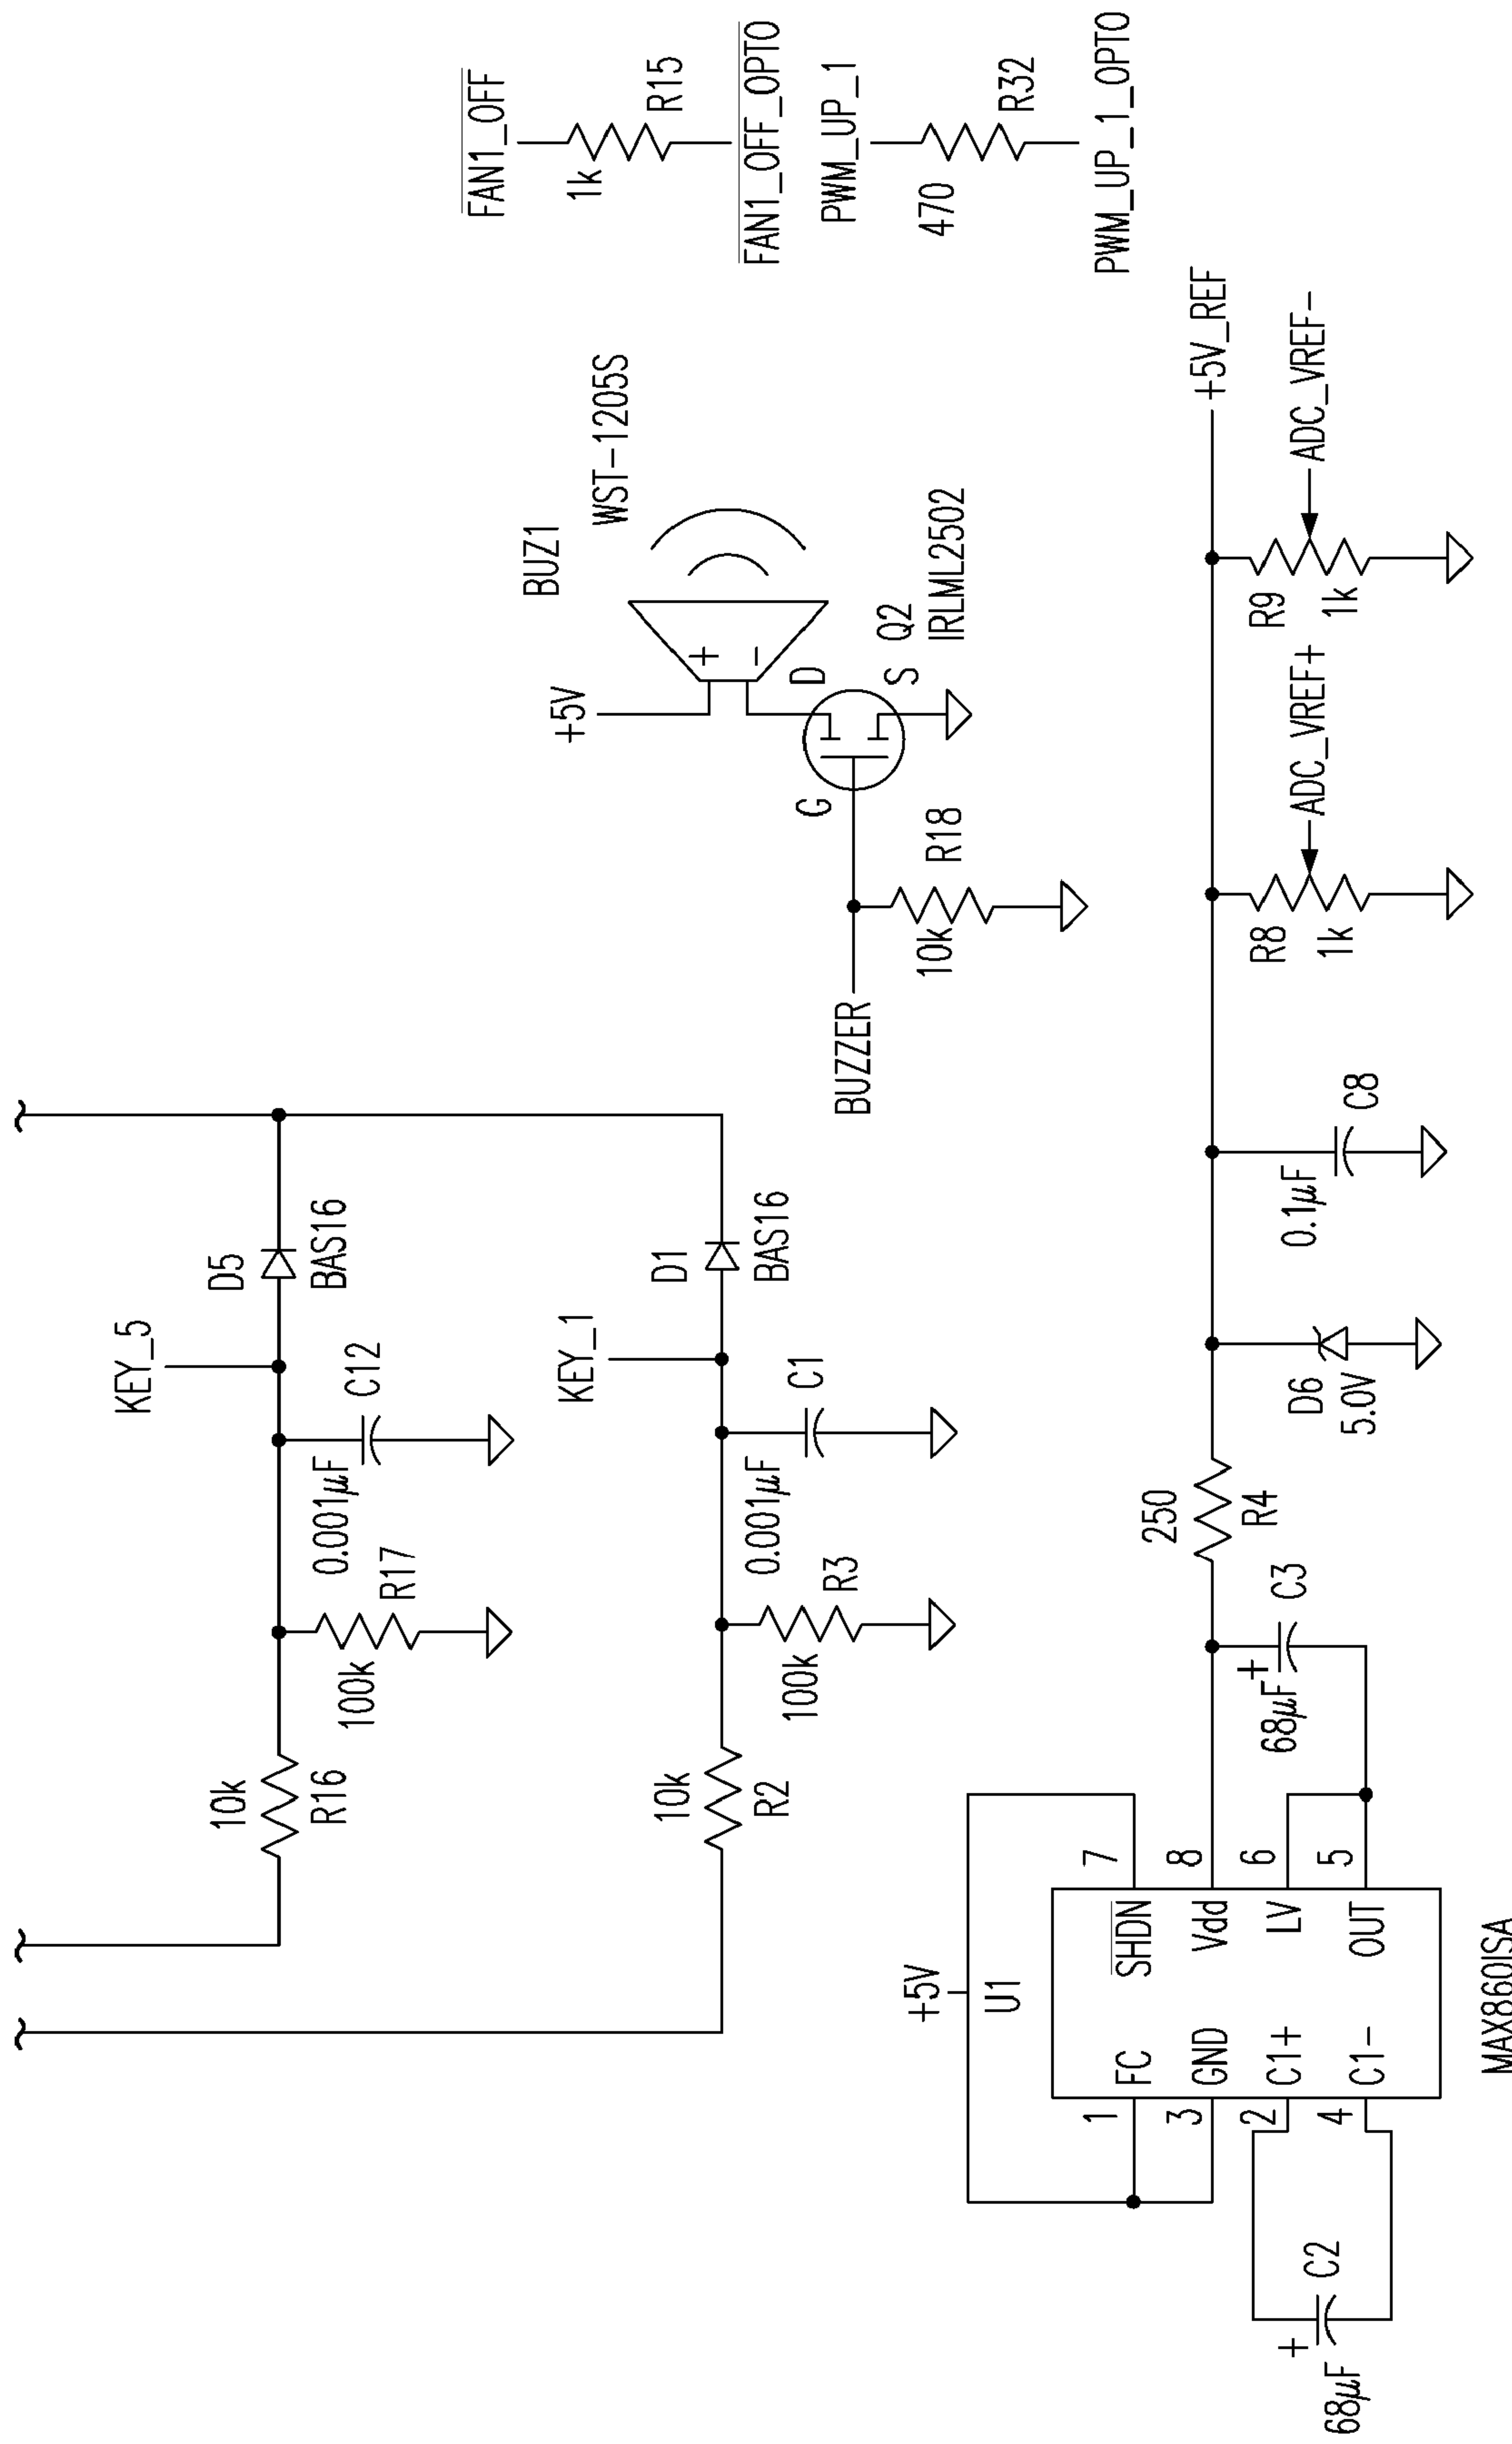 KEY_5
D5
BAS16
10k
R16
100k
R17
0.001µF
C12
KEY_1
D1
BAS16
10k
R2
100k
R3
0.001µF
C1
FAN1_OFF
1k
R15
FAN1_OFF_OPTO
PWM_UP_1
470
R32
PWM_UP_1_OPTO
BUZ1
WST-1205S
+5V
+
-
D
G
S
Q2
IRLML2502
BUZZER
10k
R18
+5V
U1
1
FC
SHDN
7
3
GND
Vdd
8
2
C1+
LV
6
4
C1-
OUT
5
MAX860ISA
+
68µF
C2
+
68µF
C3
250
R4
D6
5.0V
0.1µF
C8
R8
1k
ADC_VREF+
R9
1k
ADC_VREF-
+5V_REF